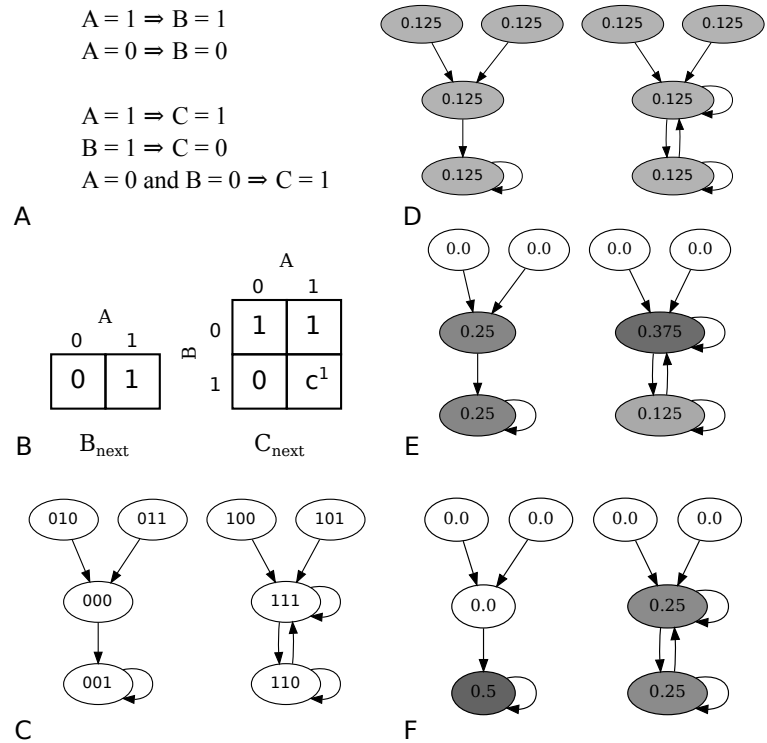 A = 1 ⇒ B = 1
A = 0 ⇒ B = 0
A = 1 ⇒ C = 1
B = 1 ⇒ C = 0
A = 0 and B = 0 ⇒ C = 1
A
A
0 1
0 1
B_next
A
0 1
B
0 1 1
1 0 c¹
C_next
B
010 011 100 101
000 111
001 110
C
0.125 0.125 0.125 0.125
0.125 0.125
0.125 0.125
D
0.0 0.0 0.0 0.0
0.25 0.375
0.25 0.125
E
0.0 0.0 0.0 0.0
0.0 0.25
0.5 0.25
F